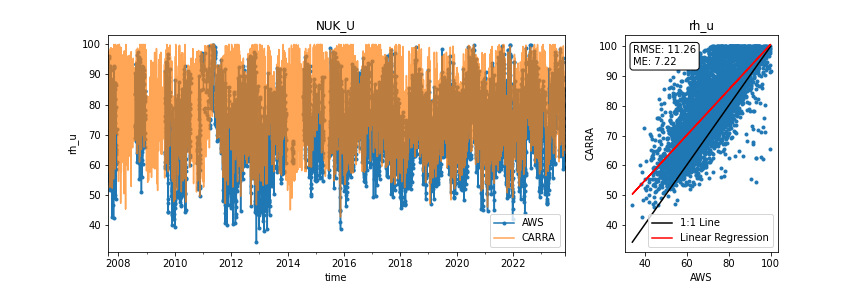 NUK_U
rh_u
100
90
80
70
60
50
40
rh_u
2008
2010
2012
2014
2016
2018
2020
2022
time
AWS
CARRA
rh_u
RMSE: 11.26
ME: 7.22
100
90
80
70
60
50
40
CARRA
40
60
80
100
AWS
1:1 Line
Linear Regression